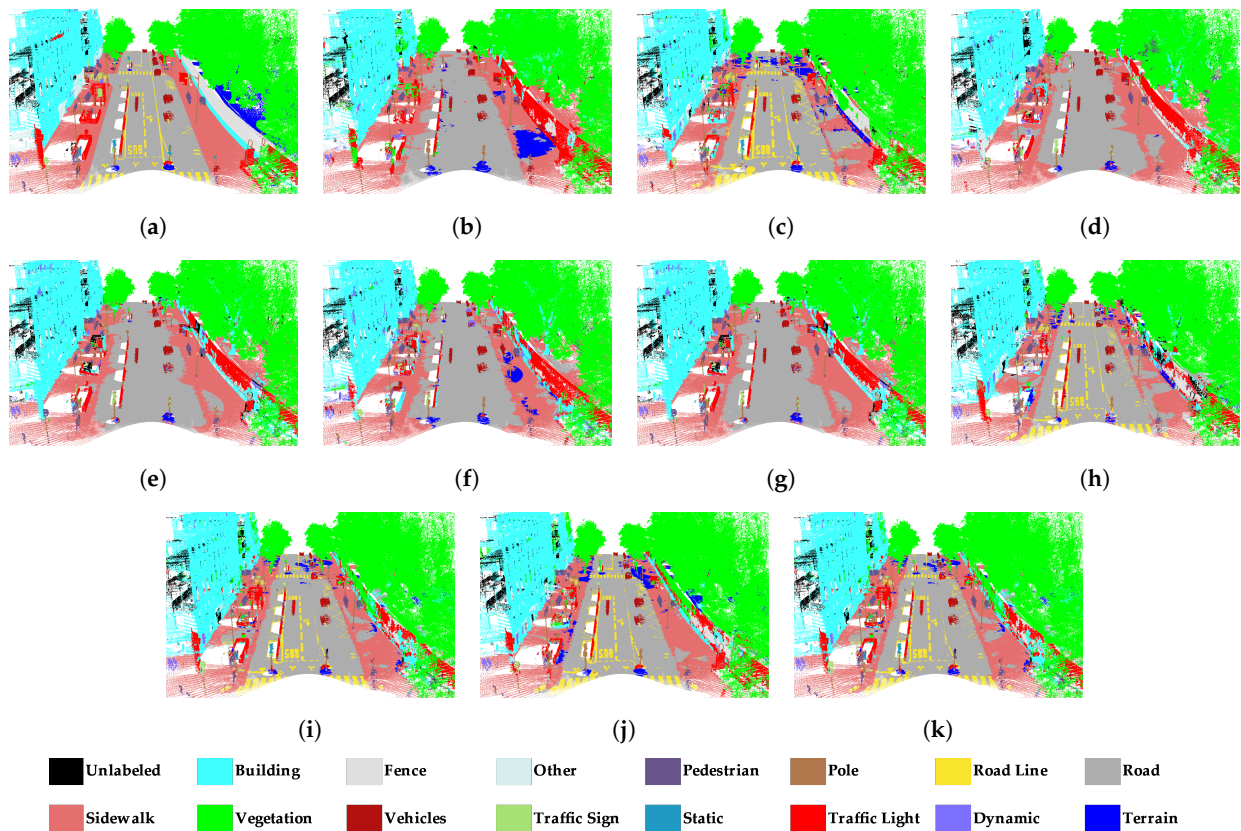 (a) (b) (c) (d)
(e) (f) (g) (h)
(i) (j) (k)
Unlabeled Building Fence Other Pedestrian Pole Road Line Road
Sidewalk Vegetation Vehicles Traffic Sign Static Traffic Light Dynamic Terrain